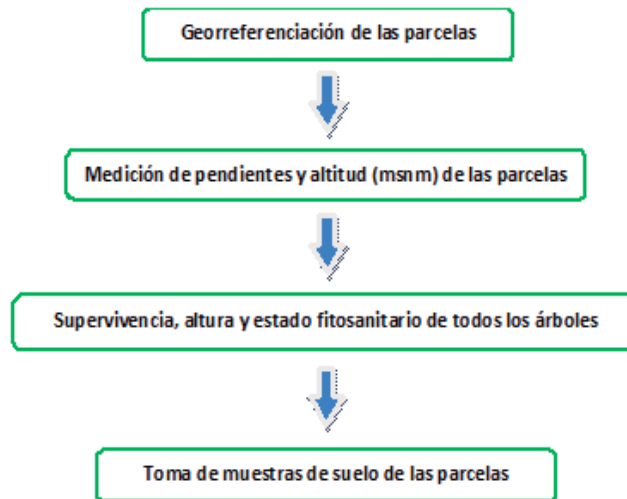 Georreferenciación de las parcelas
Medición de pendientes y altitud (msnm) de las parcelas
Supervivencia, altura y estado fitosanitario de todos los árboles
Toma de muestras de suelo de las parcelas